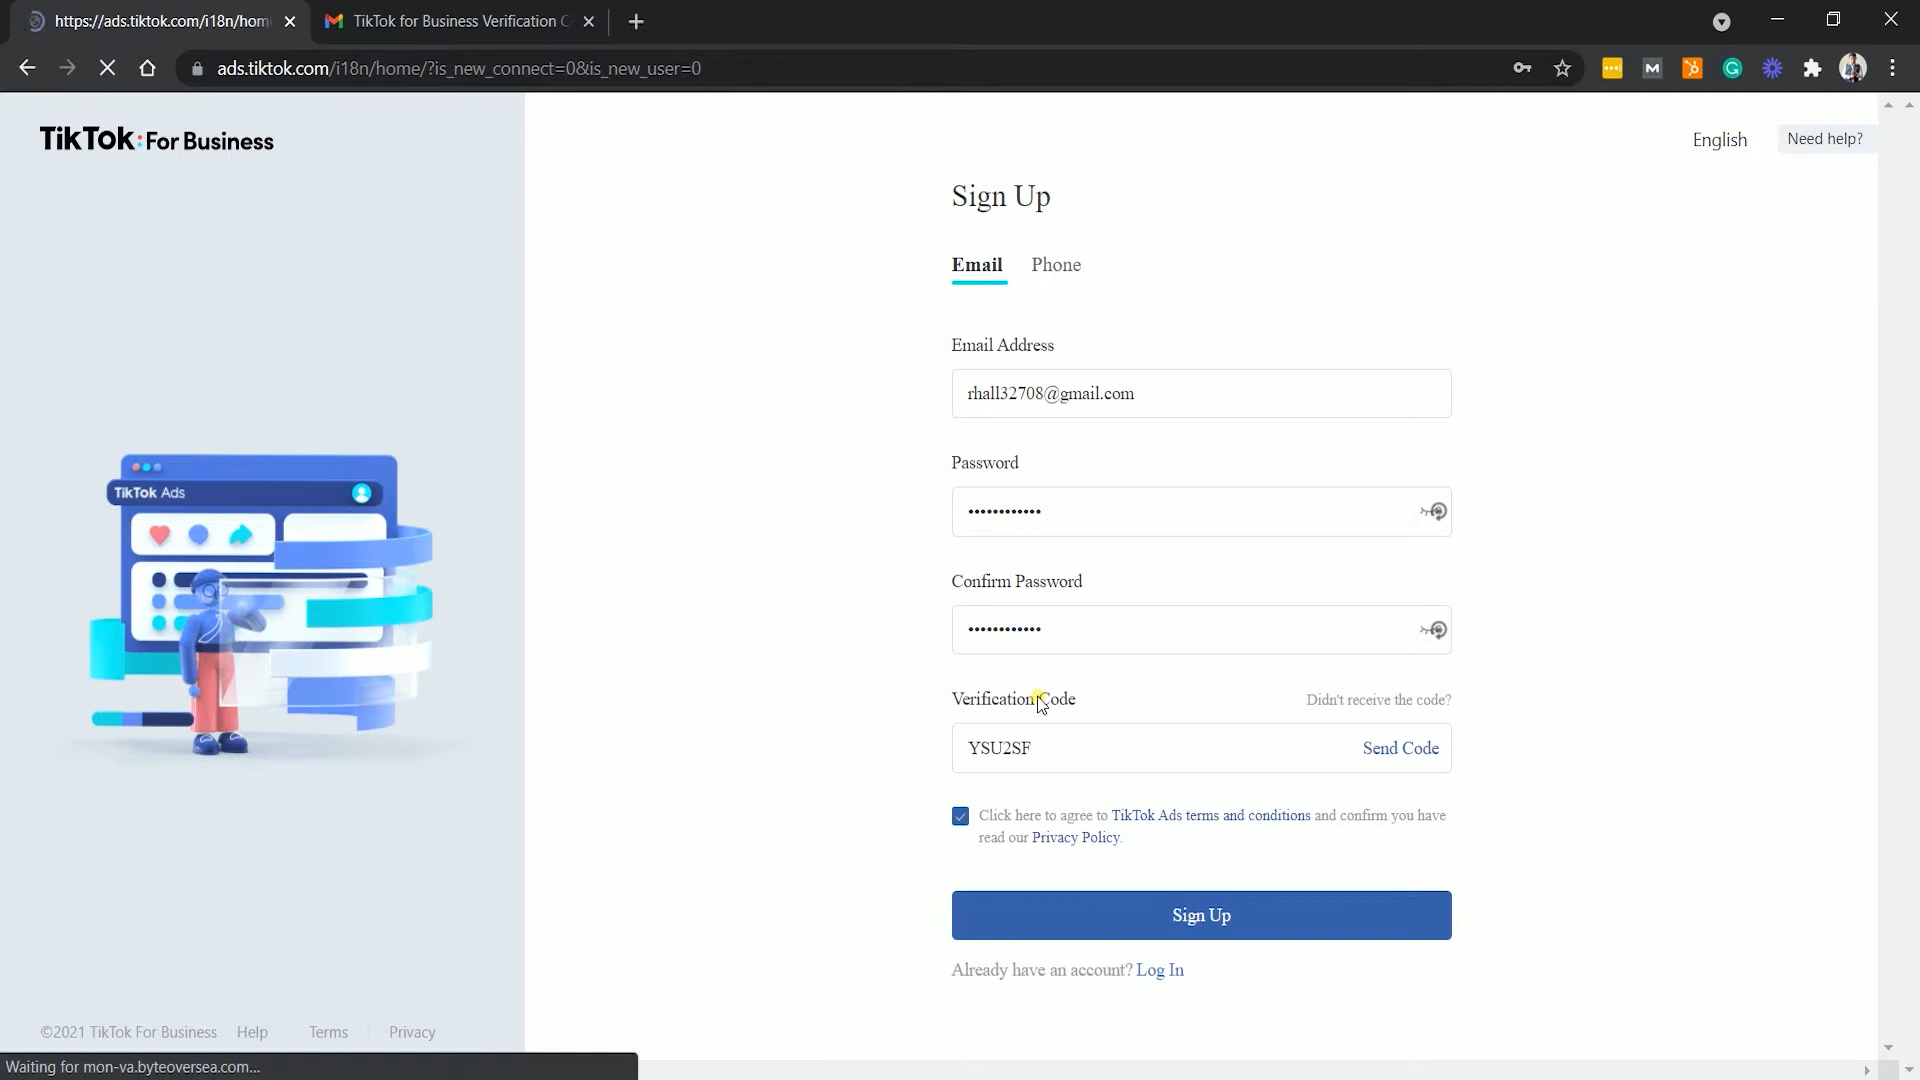 https://ads.tiktok.com/i18n/hom
TikTok for Business Verification C
ads.tiktok.com/i18n/home/?is_new_connect=0&is_new_user=0
TikTok: For Business
English
Need help?
Sign Up
Email
Phone
Email Address
rhall32708@gmail.com
Password
Confirm Password
Verification Code
Didn't receive the code?
YSU2SF
Send Code
Click here to agree to TikTok Ads terms and conditions and confirm you have
read our Privacy Policy.
Sign Up
Already have an account? Log In
TikTok Ads
©2021 TikTok For Business
Help
Terms
Privacy
Waiting for mon-va.byteoversea.com...